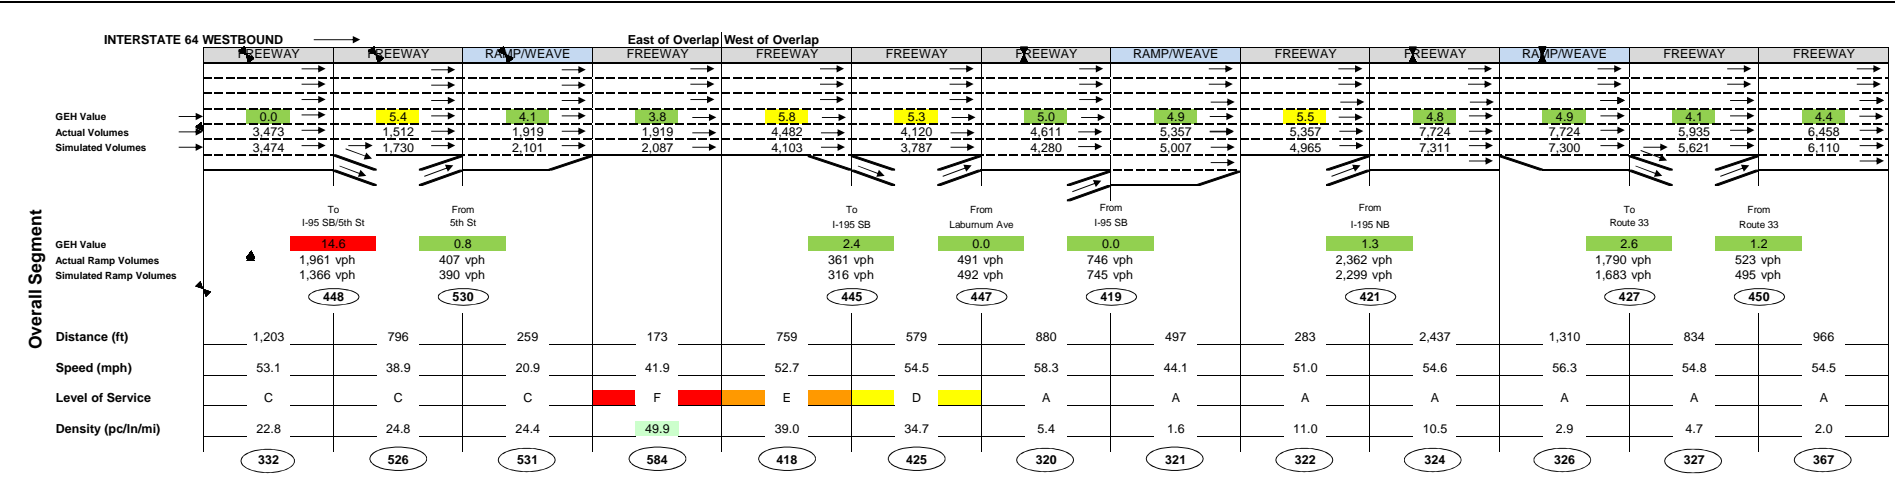 INTERSTATE 64 WESTBOUND East of Overlap West of Overlap
FREEWAY FREEWAY RAMP/WEAVE FREEWAY FREEWAY FREEWAY FREEWAY RAMP/WEAVE FREEWAY FREEWAY RAMP/WEAVE FREEWAY FREEWAY
GEH Value 0.0 5.4 4.1 3.8 5.8 5.3 5.0 4.9 5.5 4.8 4.9 4.1 4.4
Actual Volumes 3,473 1,512 1,919 1,919 4,482 4,120 4,611 5,357 5,357 7,724 7,724 5,935 6,458
Simulated Volumes 3,474 1,730 2,101 2,087 4,103 3,787 4,280 5,007 4,965 7,311 7,300 5,621 6,110
To From To From From From To From
I-95 SB/5th St 5th St I-195 SB Laburnum Ave I-95 SB I-195 NB Route 33 Route 33
GEH Value 14.6 0.8 2.4 0.0 0.0 1.3 2.6 1.2
Actual Ramp Volumes 1,961 vph 407 vph 361 vph 491 vph 746 vph 2,362 vph 1,790 vph 523 vph
Simulated Ramp Volumes 1,366 vph 390 vph 316 vph 492 vph 745 vph 2,299 vph 1,683 vph 495 vph
448 530 445 447 419 421 427 450
Overall Segment
Distance (ft) 1,203 796 259 173 759 579 880 497 283 2,437 1,310 834 966
Speed (mph) 53.1 38.9 20.9 41.9 52.7 54.5 58.3 44.1 51.0 54.6 56.3 54.8 54.5
Level of Service C C C F E D A A A A A A A
Density (pc/ln/mi) 22.8 24.8 24.4 49.9 39.0 34.7 5.4 1.6 11.0 10.5 2.9 4.7 2.0
332 526 531 584 418 425 320 321 322 324 326 327 367